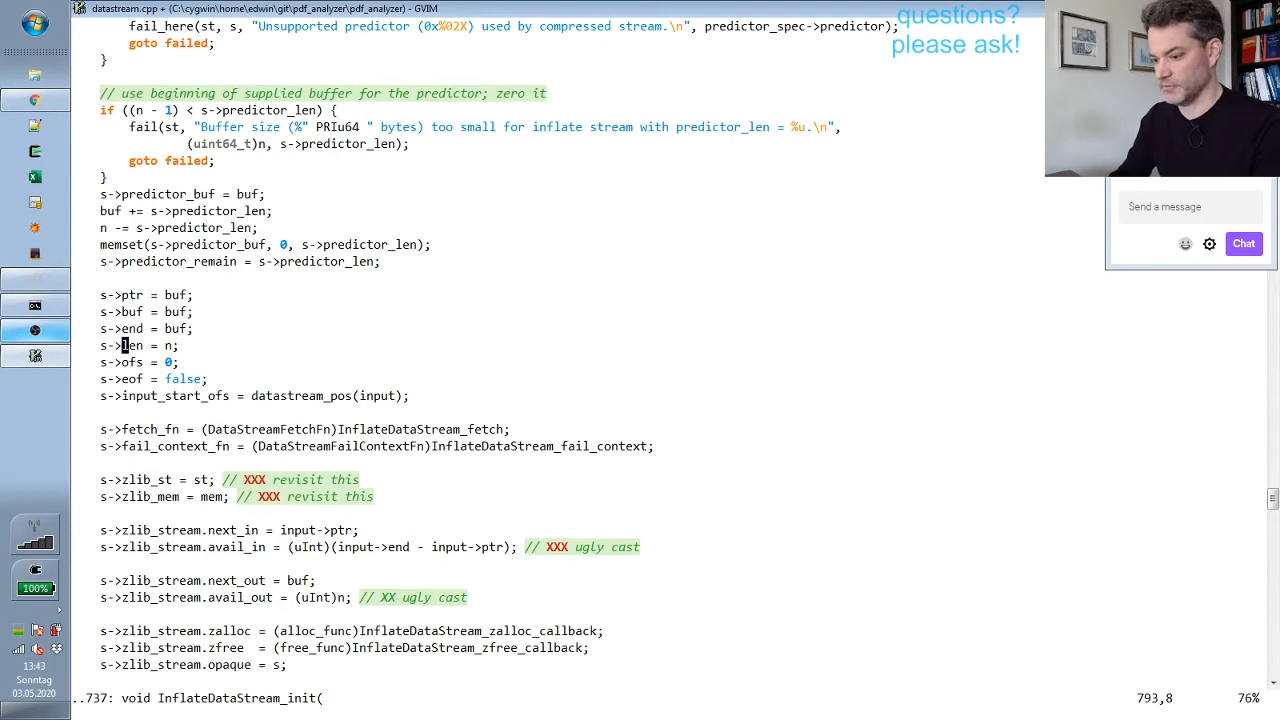 datastream.cpp + (C:\cygwin\home\edwin\git\pdf_analyzer\pdf_analyzer) - GVIM
fail_here(st, s, "Unsupported predictor (0x%02X) used by compressed stream.\n", predictor_spec->predictor);
goto failed;
}
// use beginning of supplied buffer for the predictor; zero it
if ((n - 1) < s->predictor_len) {
fail(st, "Buffer size (%" PRIu64 " bytes) too small for inflate stream with predictor_len = %u.\n",
(uint64_t)n, s->predictor_len);
goto failed;
}
s->predictor_buf = buf;
buf += s->predictor_len;
n -= s->predictor_len;
memset(s->predictor_buf, 0, s->predictor_len);
s->predictor_remain = s->predictor_len;
s->ptr = buf;
s->buf = buf;
s->end = buf;
s->len = n;
s->ofs = 0;
s->eof = false;
s->input_start_ofs = datastream_pos(input);
s->fetch_fn = (DataStreamFetchFn)InflateDataStream_fetch;
s->fail_context_fn = (DataStreamFailContextFn)InflateDataStream_fail_context;
s->zlib_st = st; // XXX revisit this
s->zlib_mem = mem; // XXX revisit this
s->zlib_stream.next_in = input->ptr;
s->zlib_stream.avail_in = (uInt)(input->end - input->ptr); // XXX ugly cast
s->zlib_stream.next_out = buf;
s->zlib_stream.avail_out = (uInt)n; // XX ugly cast
s->zlib_stream.zalloc = (alloc_func)InflateDataStream_zalloc_callback;
s->zlib_stream.zfree  = (free_func)InflateDataStream_zfree_callback;
s->zlib_stream.opaque = s;
..737: void InflateDataStream_init(
793,8
76%
questions?
please ask!
Send a message
Chat
100%
13:43
Sonntag
03.05.2020